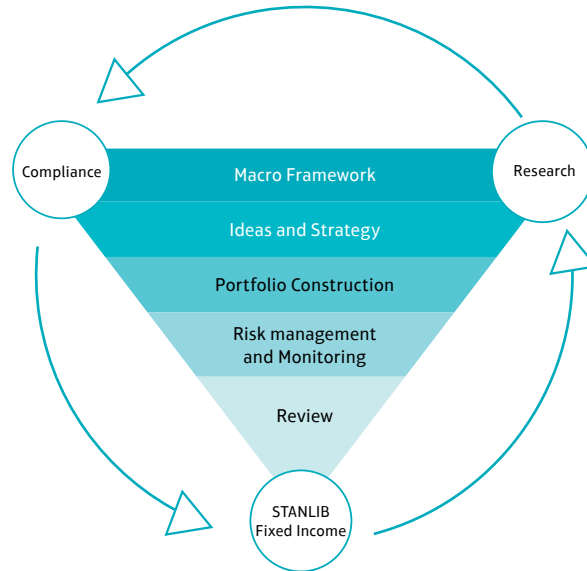 Compliance
Macro Framework
Research
Ideas and Strategy
Portfolio Construction
Risk management
and Monitoring
Review
STANLIB
Fixed Income